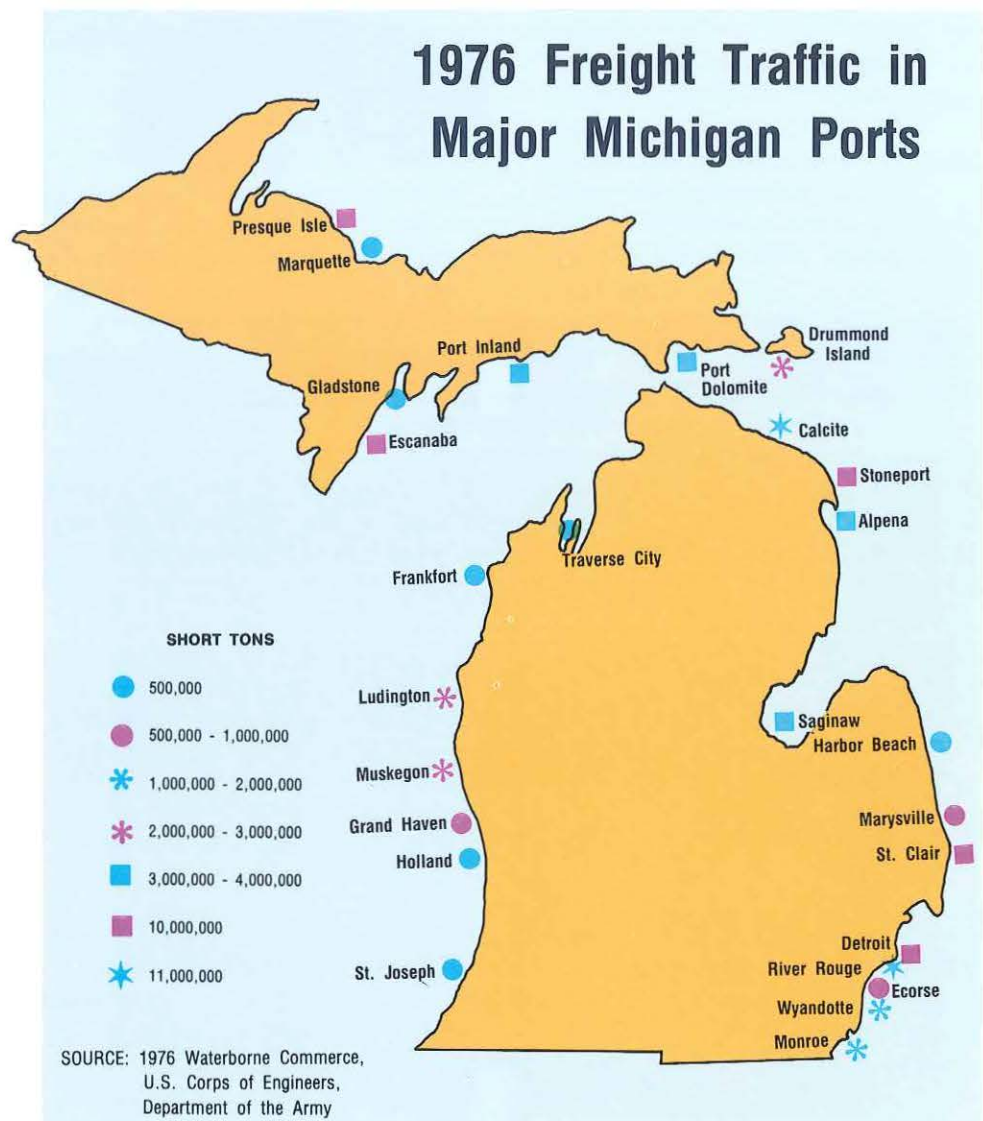 1976 Freight Traffic in
Major Michigan Ports
Presque Isle
Marquette
Drummond
Island
Port Inland
Port
Dolomite
Gladstone
Escanaba
Calcite
Stoneport
Alpena
Traverse City
Frankfort
SHORT TONS
500,000
500,000 - 1,000,000
1,000,000 - 2,000,000
2,000,000 - 3,000,000
3,000,000 - 4,000,000
10,000,000
11,000,000
Ludington
Muskegon
Grand Haven
Holland
St. Joseph
Saginaw
Harbor Beach
Marysville
St. Clair
Detroit
River Rouge
Ecorse
Wyandotte
Monroe
SOURCE: 1976 Waterborne Commerce,
U.S. Corps of Engineers,
Department of the Army